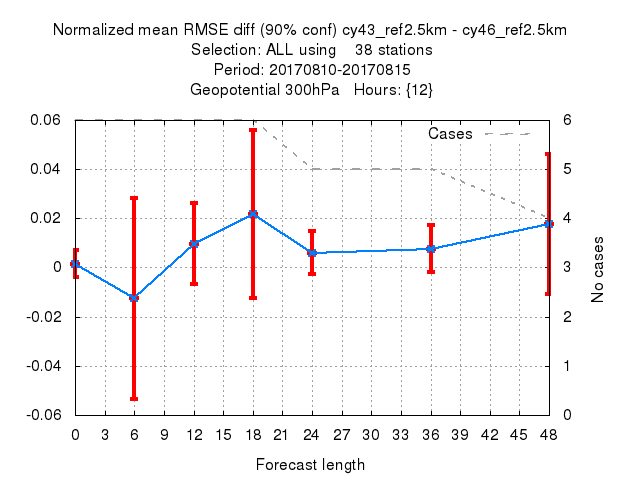 Normalized mean RMSE diff (90% conf) cy43_ref2.5km - cy46_ref2.5km
Selection: ALL using 38 stations
Period: 20170810-20170815
Geopotential 300hPa Hours: {12}
Cases
0.06
0.04
0.02
0
-0.02
-0.04
-0.06
6
5
4
3
2
1
0
No cases
0 3 6 9 12 15 18 21 24 27 30 33 36 39 42 45 48
Forecast length